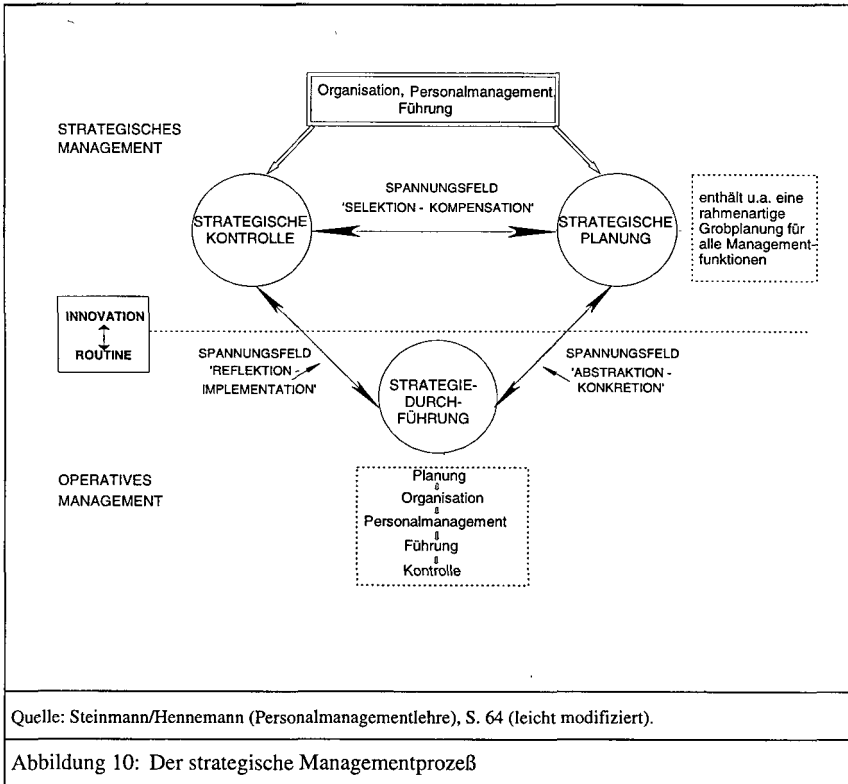 Organisation, Personalmanagement,
Führung
STRATEGISCHES
MANAGEMENT
SPANNUNGSFELD
'SELEKTION - KOMPENSATION'
STRATEGISCHE
KONTROLLE
STRATEGISCHE
PLANUNG
enthält u.a. eine
rahmenartige
Grobplanung für
alle Management-
funktionen
INNOVATION
ROUTINE
SPANNUNGSFELD
'REFLEKTION -
IMPLEMENTATION'
STRATEGIE-
DURCH-
FÜHRUNG
SPANNUNGSFELD
'ABSTRAKTION -
KONKRETION'
OPERATIVES
MANAGEMENT
Planung
Organisation
Personalmanagement
Führung
Kontrolle
Quelle: Steinmann/Hennemann (Personalmanagementlehre), S. 64 (leicht modifiziert).
Abbildung 10: Der strategische Managementprozeß